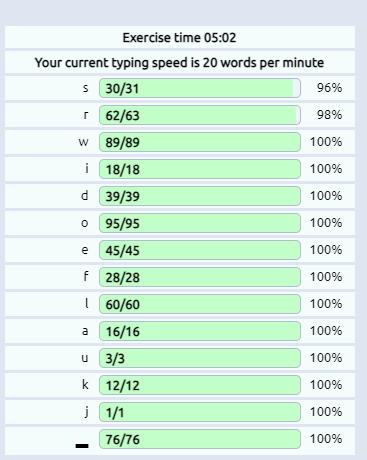 Exercise time 05:02
Your current typing speed is 20 words per minute
s 30/31 96%
r 62/63 98%
w 89/89 100%
i 18/18 100%
d 39/39 100%
o 95/95 100%
e 45/45 100%
f 28/28 100%
l 60/60 100%
a 16/16 100%
u 3/3 100%
k 12/12 100%
j 1/1 100%
_ 76/76 100%